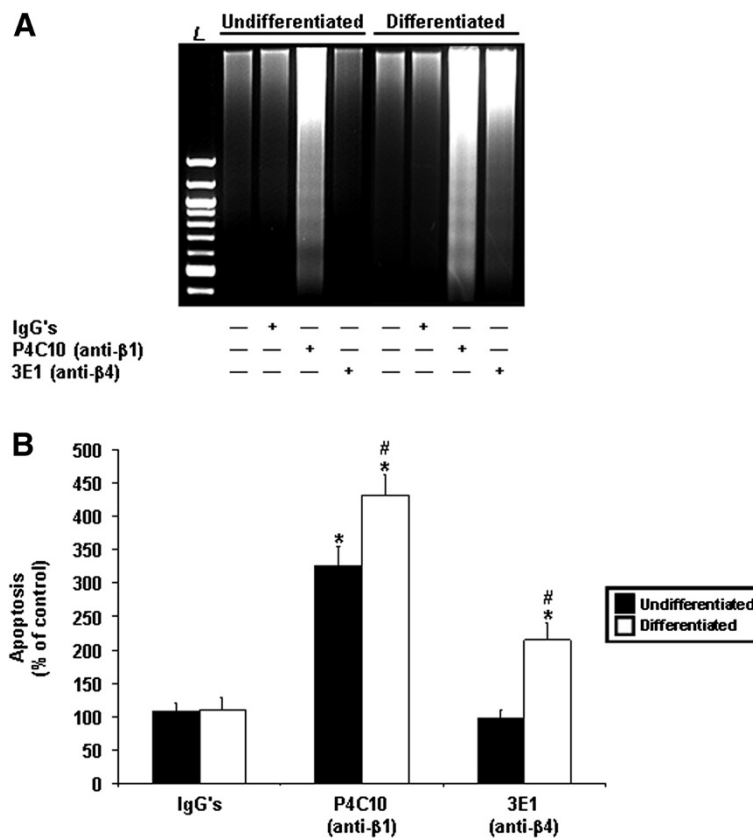 A
L
Undifferentiated Differentiated
IgG's — + — — — + — —
P4C10 (anti-β1) — — + — — — + —
3E1 (anti-β4) — — — + — — — +
B
500
450
400
350
300
250
200
150
100
50
0
Apoptosis
(% of control)
* # * # *
Undifferentiated
Differentiated
IgG's P4C10 3E1
(anti-β1) (anti-β4)